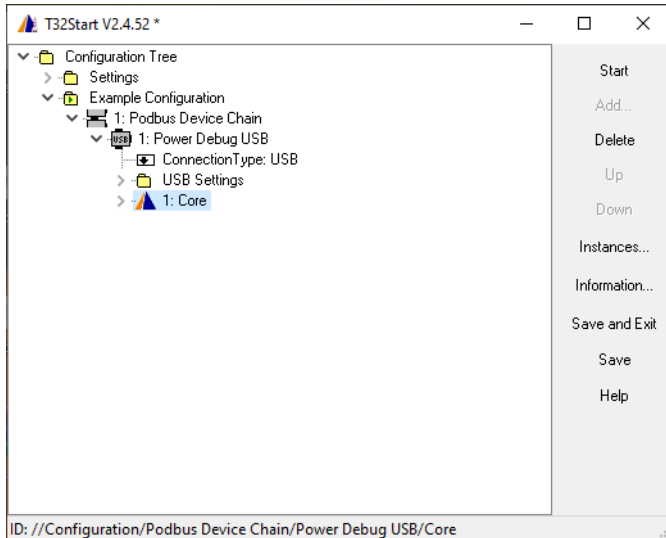 T32Start V2.4.52 *
Configuration Tree
Settings
Example Configuration
1: Podbus Device Chain
USB 1: Power Debug USB
ConnectionType: USB
USB Settings
1: Core
Start
Add...
Delete
Up
Down
Instances...
Information...
Save and Exit
Save
Help
ID: //Configuration/Podbus Device Chain/Power Debug USB/Core